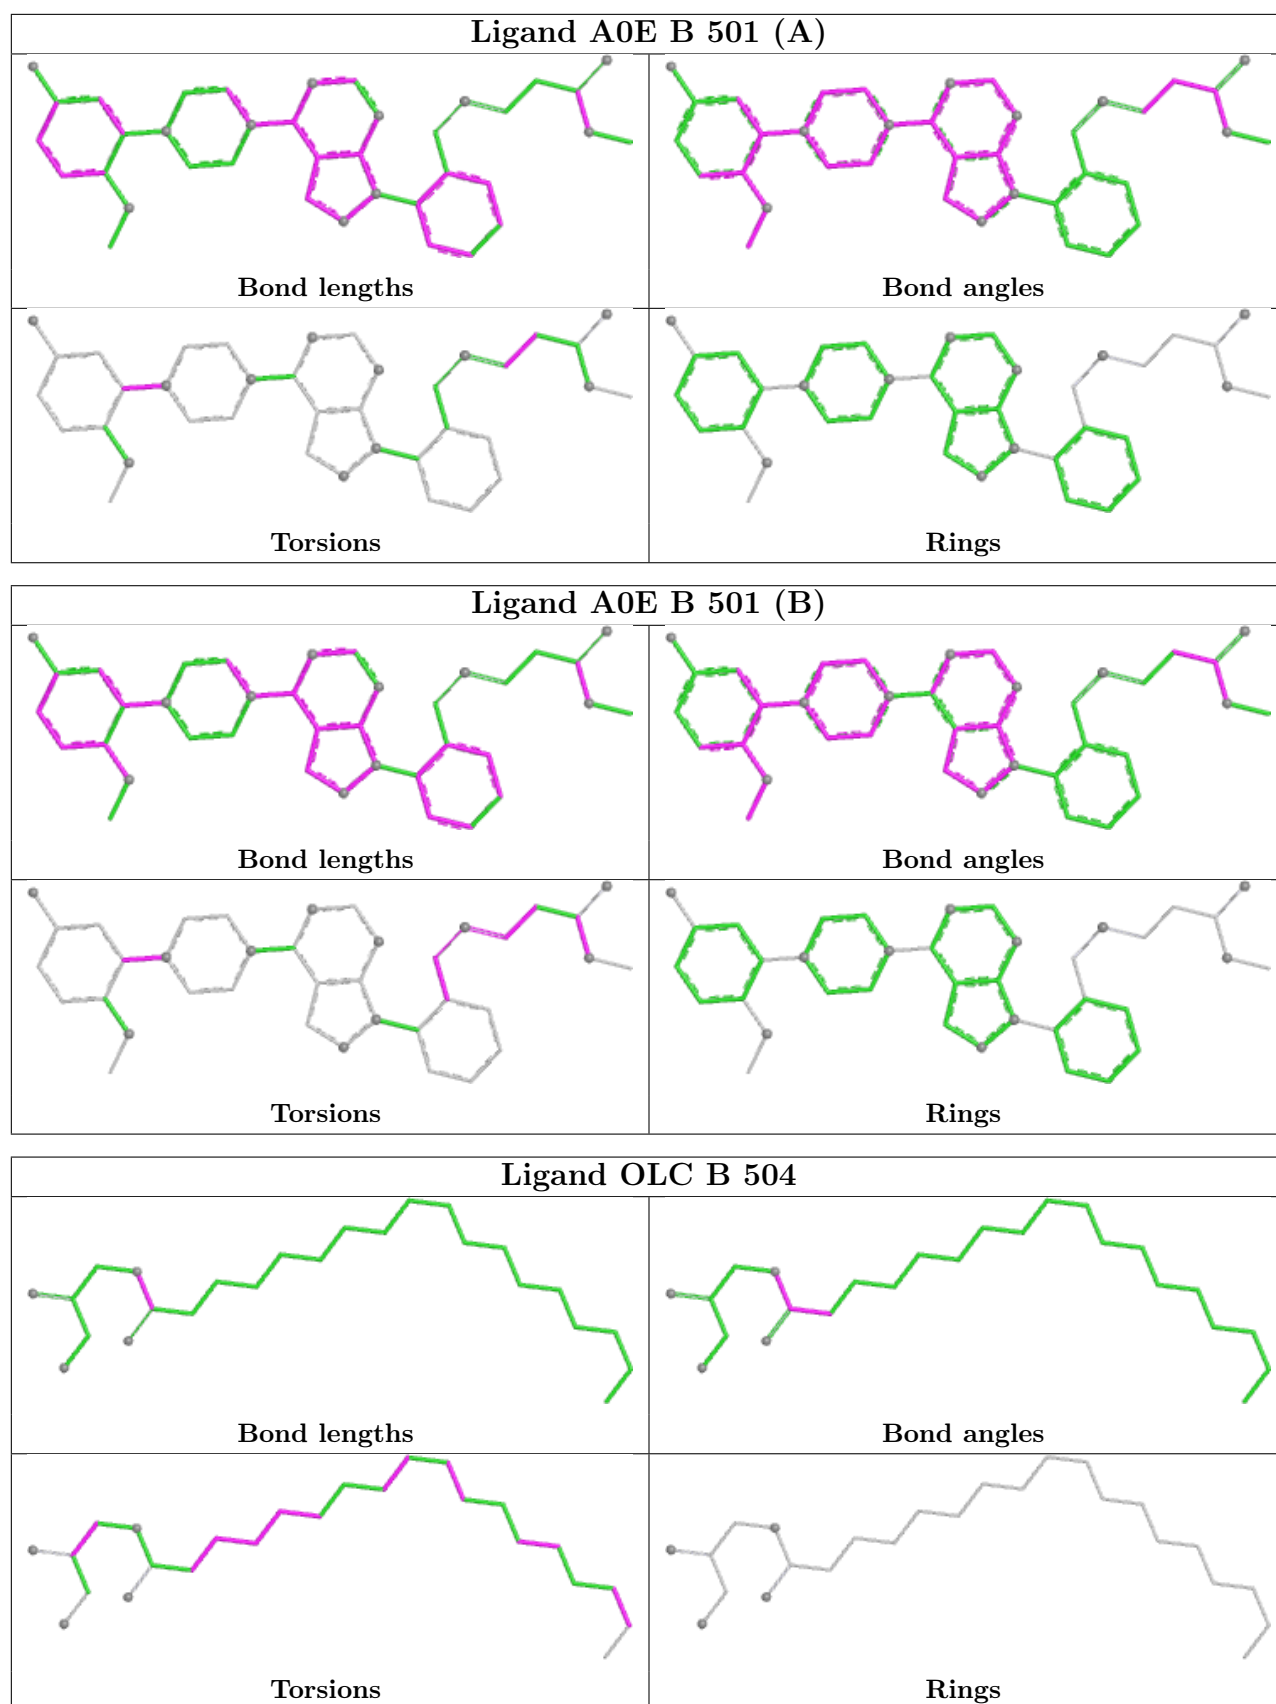 Ligand A0E B 501 (A)
Bond lengths
Bond angles
Torsions
Rings
Ligand A0E B 501 (B)
Bond lengths
Bond angles
Torsions
Rings
Ligand OLC B 504
Bond lengths
Bond angles
Torsions
Rings